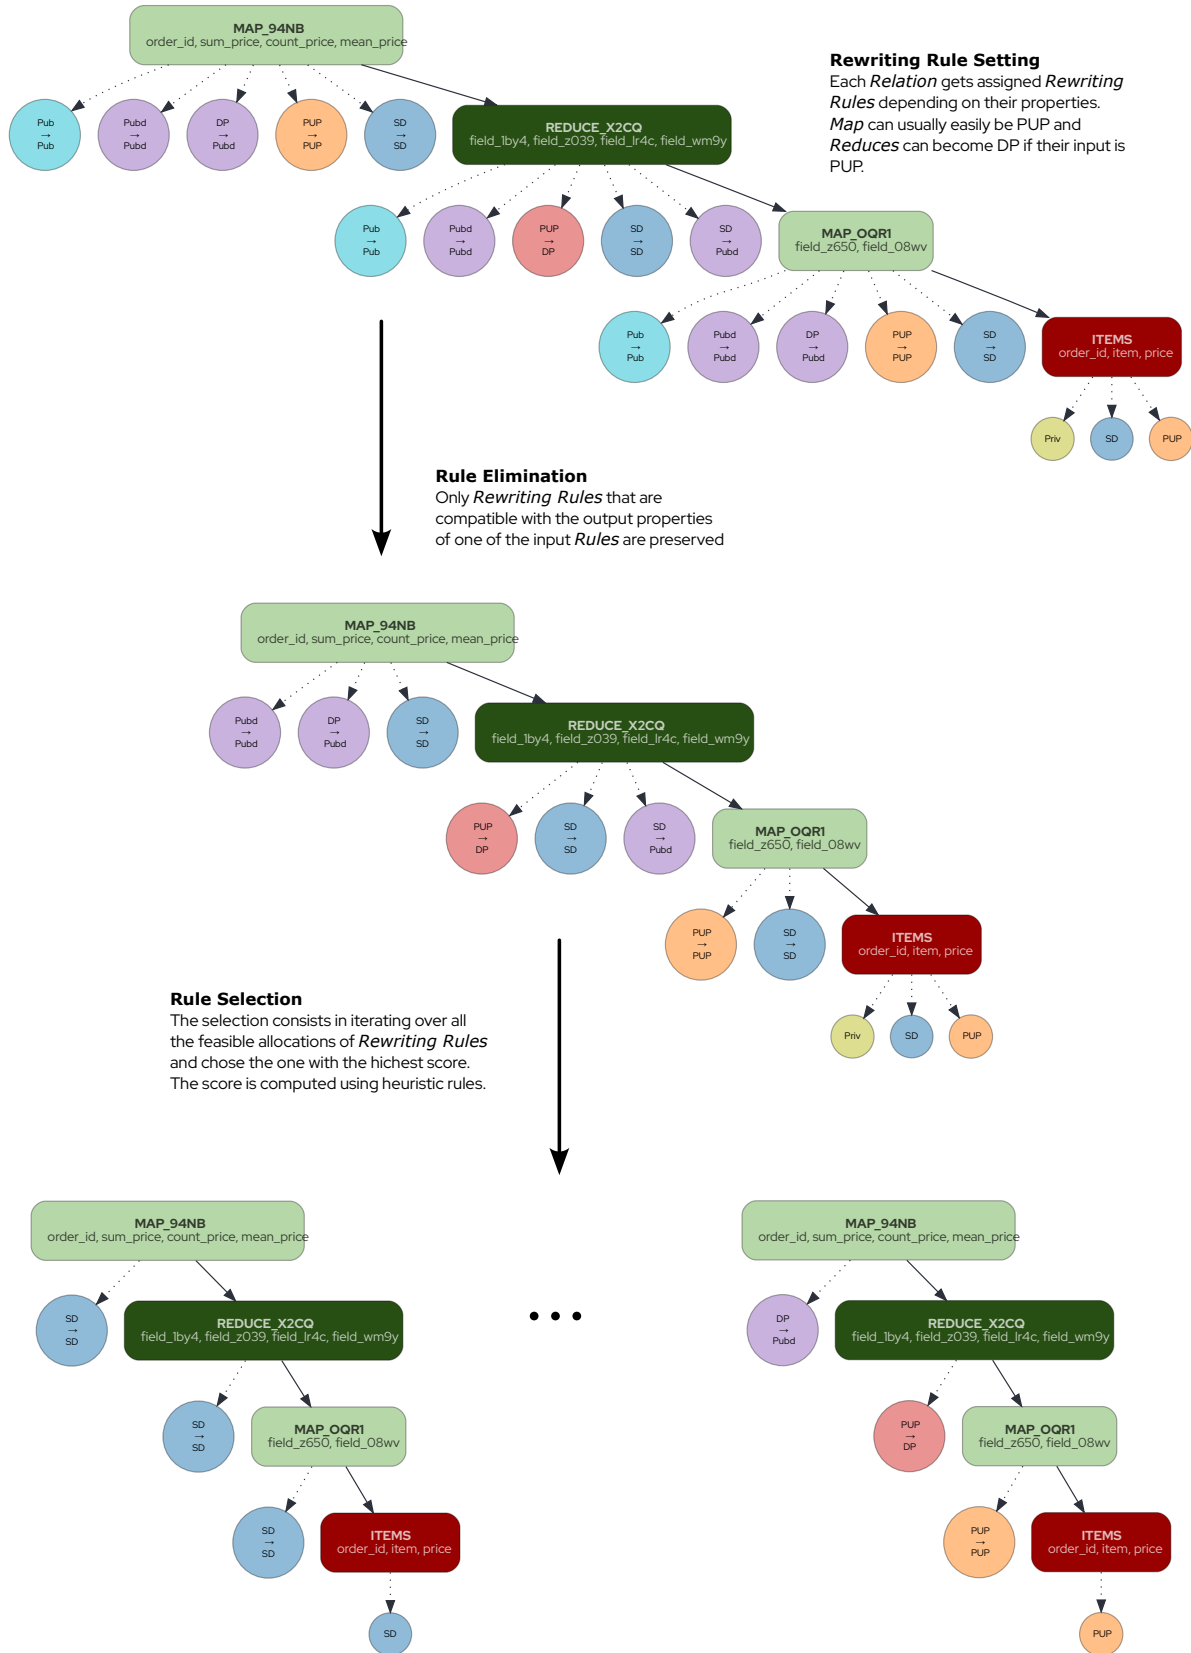 MAP_94NB
order_id, sum_price, count_price, mean_price
Rewriting Rule Setting
Each Relation gets assigned Rewriting
Rules depending on their properties.
Map can usually easily be PUP and
Reduces can become DP if their input is
PUP.
Pub
→
Pub
Pubd
→
Pubd
DP
→
Pubd
PUP
→
PUP
SD
→
SD
REDUCE_X2CQ
field_1by4, field_z039, field_lr4c, field_wm9y
Pub
→
Pub
Pubd
→
Pubd
PUP
→
DP
SD
→
SD
SD
→
Pubd
MAP_OQR1
field_z650, field_08wv
Pub
→
Pub
Pubd
→
Pubd
DP
→
Pubd
PUP
→
PUP
SD
→
SD
ITEMS
order_id, item, price
Priv
SD
PUP
Rule Elimination
Only Rewriting Rules that are
compatible with the output properties
of one of the input Rules are preserved
MAP_94NB
order_id, sum_price, count_price, mean_price
Pubd
→
Pubd
DP
→
Pubd
SD
→
SD
REDUCE_X2CQ
field_1by4, field_z039, field_lr4c, field_wm9y
PUP
→
DP
SD
→
SD
SD
→
Pubd
MAP_OQR1
field_z650, field_08wv
PUP
→
PUP
SD
→
SD
ITEMS
order_id, item, price
Priv
SD
PUP
Rule Selection
The selection consists in iterating over all
the feasible allocations of Rewriting Rules
and chose the one with the highest score.
The score is computed using heuristic rules.
MAP_94NB
order_id, sum_price, count_price, mean_price
SD
→
SD
REDUCE_X2CQ
field_1by4, field_z039, field_lr4c, field_wm9y
SD
→
SD
MAP_OQR1
field_z650, field_08wv
SD
→
SD
ITEMS
order_id, item, price
SD
...
MAP_94NB
order_id, sum_price, count_price, mean_price
DP
→
Pubd
REDUCE_X2CQ
field_1by4, field_z039, field_lr4c, field_wm9y
PUP
→
DP
MAP_OQR1
field_z650, field_08wv
PUP
→
PUP
ITEMS
order_id, item, price
PUP